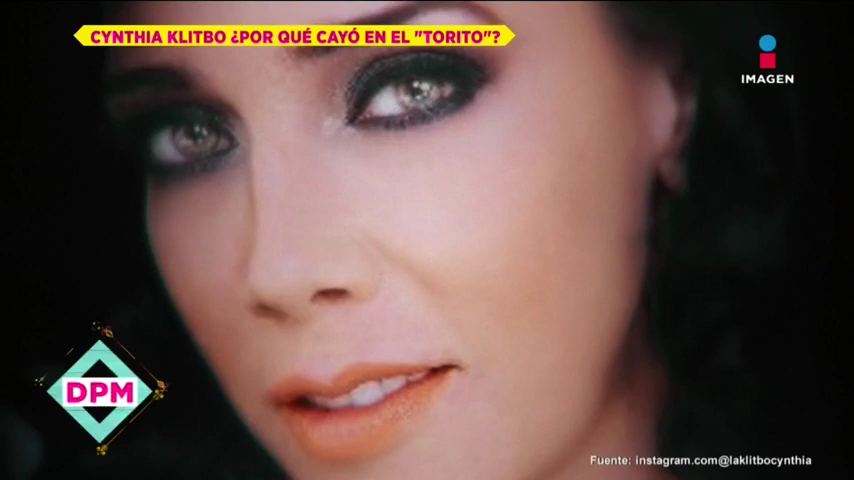 CYNTHIA KLITBO ¿POR QUÉ CAYÓ EN EL "TORITO"?
IMAGEN
DPM
Fuente: instagram.com@laklitbocynthia